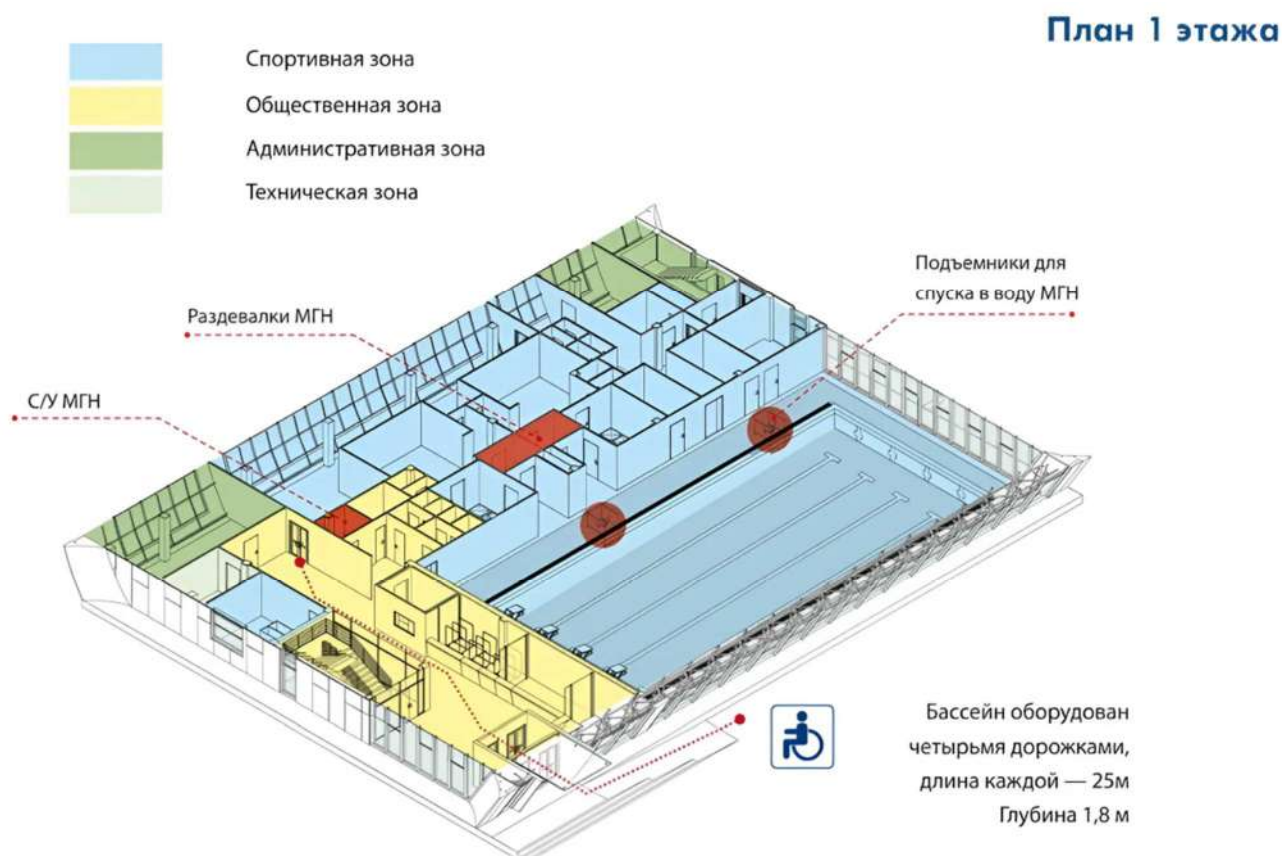 План 1 этажа
Спортивная зона
Общественная зона
Административная зона
Техническая зона
Подъемники для
спуска в воду МГН
Раздевалки МГН
С/У МГН
Бассейн оборудован
четырьмя дорожками,
длина каждой — 25м
Глубина 1,8 м